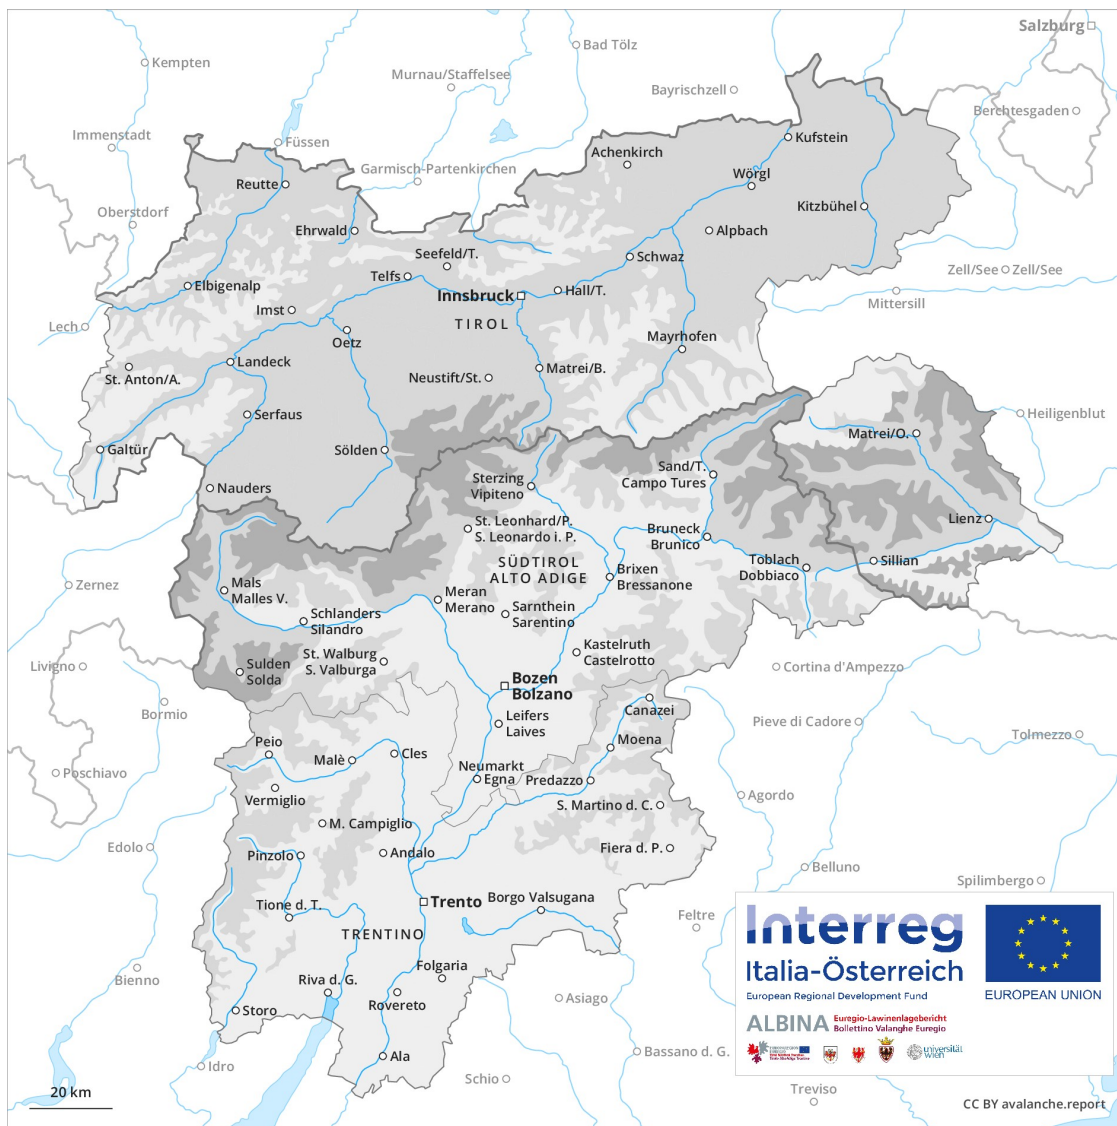 Salzburg
Bad Tölz
Kempten
Murnau/Staffelsee
Bayrischzell
Berchtesgaden
Immenstadt
Füssen
Kufstein
Achenkirch
Garmisch-Partenkirchen
Wörgl
Reutte
Oberstdorf
Kitzbühel
Ehrwald
Alpbach
Seefeld/T.
Schwaz
Telfs
Zell/See
Zell/See
Elbigenalp
Innsbruck
Hall/T.
Mittersill
Imst
TIROL
Lech
Oetz
Mayrhofen
Landeck
Matrei/B.
St. Anton/A.
Neustift/St.
Serfaus
Heiligenblut
Matrei/O.
Galtür
Sölden
Sand/T.
Campo Tures
Sterzing
Vipiteno
Nauders
St. Leonhard/P.
S. Leonardo i. P.
Bruneck
Brunico
Lienz
SÜDTIROL
ALTO ADIGE
Toblach
Dobbiaco
Sillian
Brixen
Bressanone
Zernez
Mals
Malles V.
Meran
Merano
Schlanders
Silandro
Sarnthein
Sarentino
Kastelruth
Castelrotto
St. Walburg
S. Valburga
Livigno
Sulden
Solda
Cortina d'Ampezzo
Bozen
Bolzano
Bormio
Canazei
Leifers
Laives
Pieve di Cadore
Tolmezzo
Peio
Moena
Cles
Malè
Poschiavo
Neumarkt
Egna
Predazzo
Vermiglio
Agordo
S. Martino d. C.
M. Campiglio
Edolo
Pinzolo
Andalo
Fiera d. P.
Belluno
Spilimbergo
Trento
Borgo Valsugana
Tione d. T.
Feltre
TRENTINO
Folgaria
Bienno
Riva d. G.
Rovereto
Asiago
Storo
Ala
Bassano d. G.
Idro
Schio
Treviso
Interreg
Italia-Österreich
European Regional Development Fund
EUROPEAN UNION
ALBINA
Euregio-Lawinenlagebericht
Bollettino Valanghe Euregio
universität
wien
20 km
CC BY avalanche.report